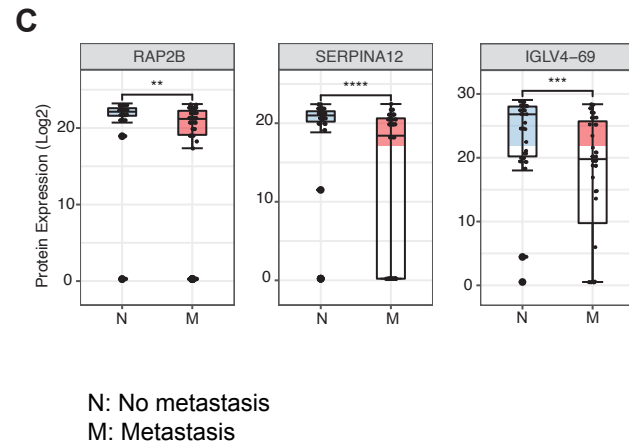 C
RAP2B
SERPINA12
IGLV4−69
Protein Expression (Log2)
**
****
***
20
10
0
20
10
0
30
20
10
0
N
M
N
M
N
M
N: No metastasis
M: Metastasis